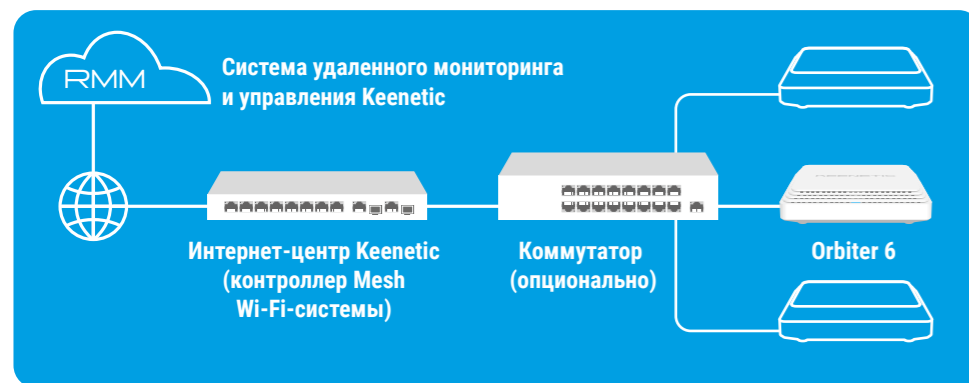 RMM
Система удаленного мониторинга
и управления Keenetic
Интернет-центр Keenetic
(контроллер Mesh
Wi-Fi-системы)
Коммутатор
(опционально)
Orbiter 6